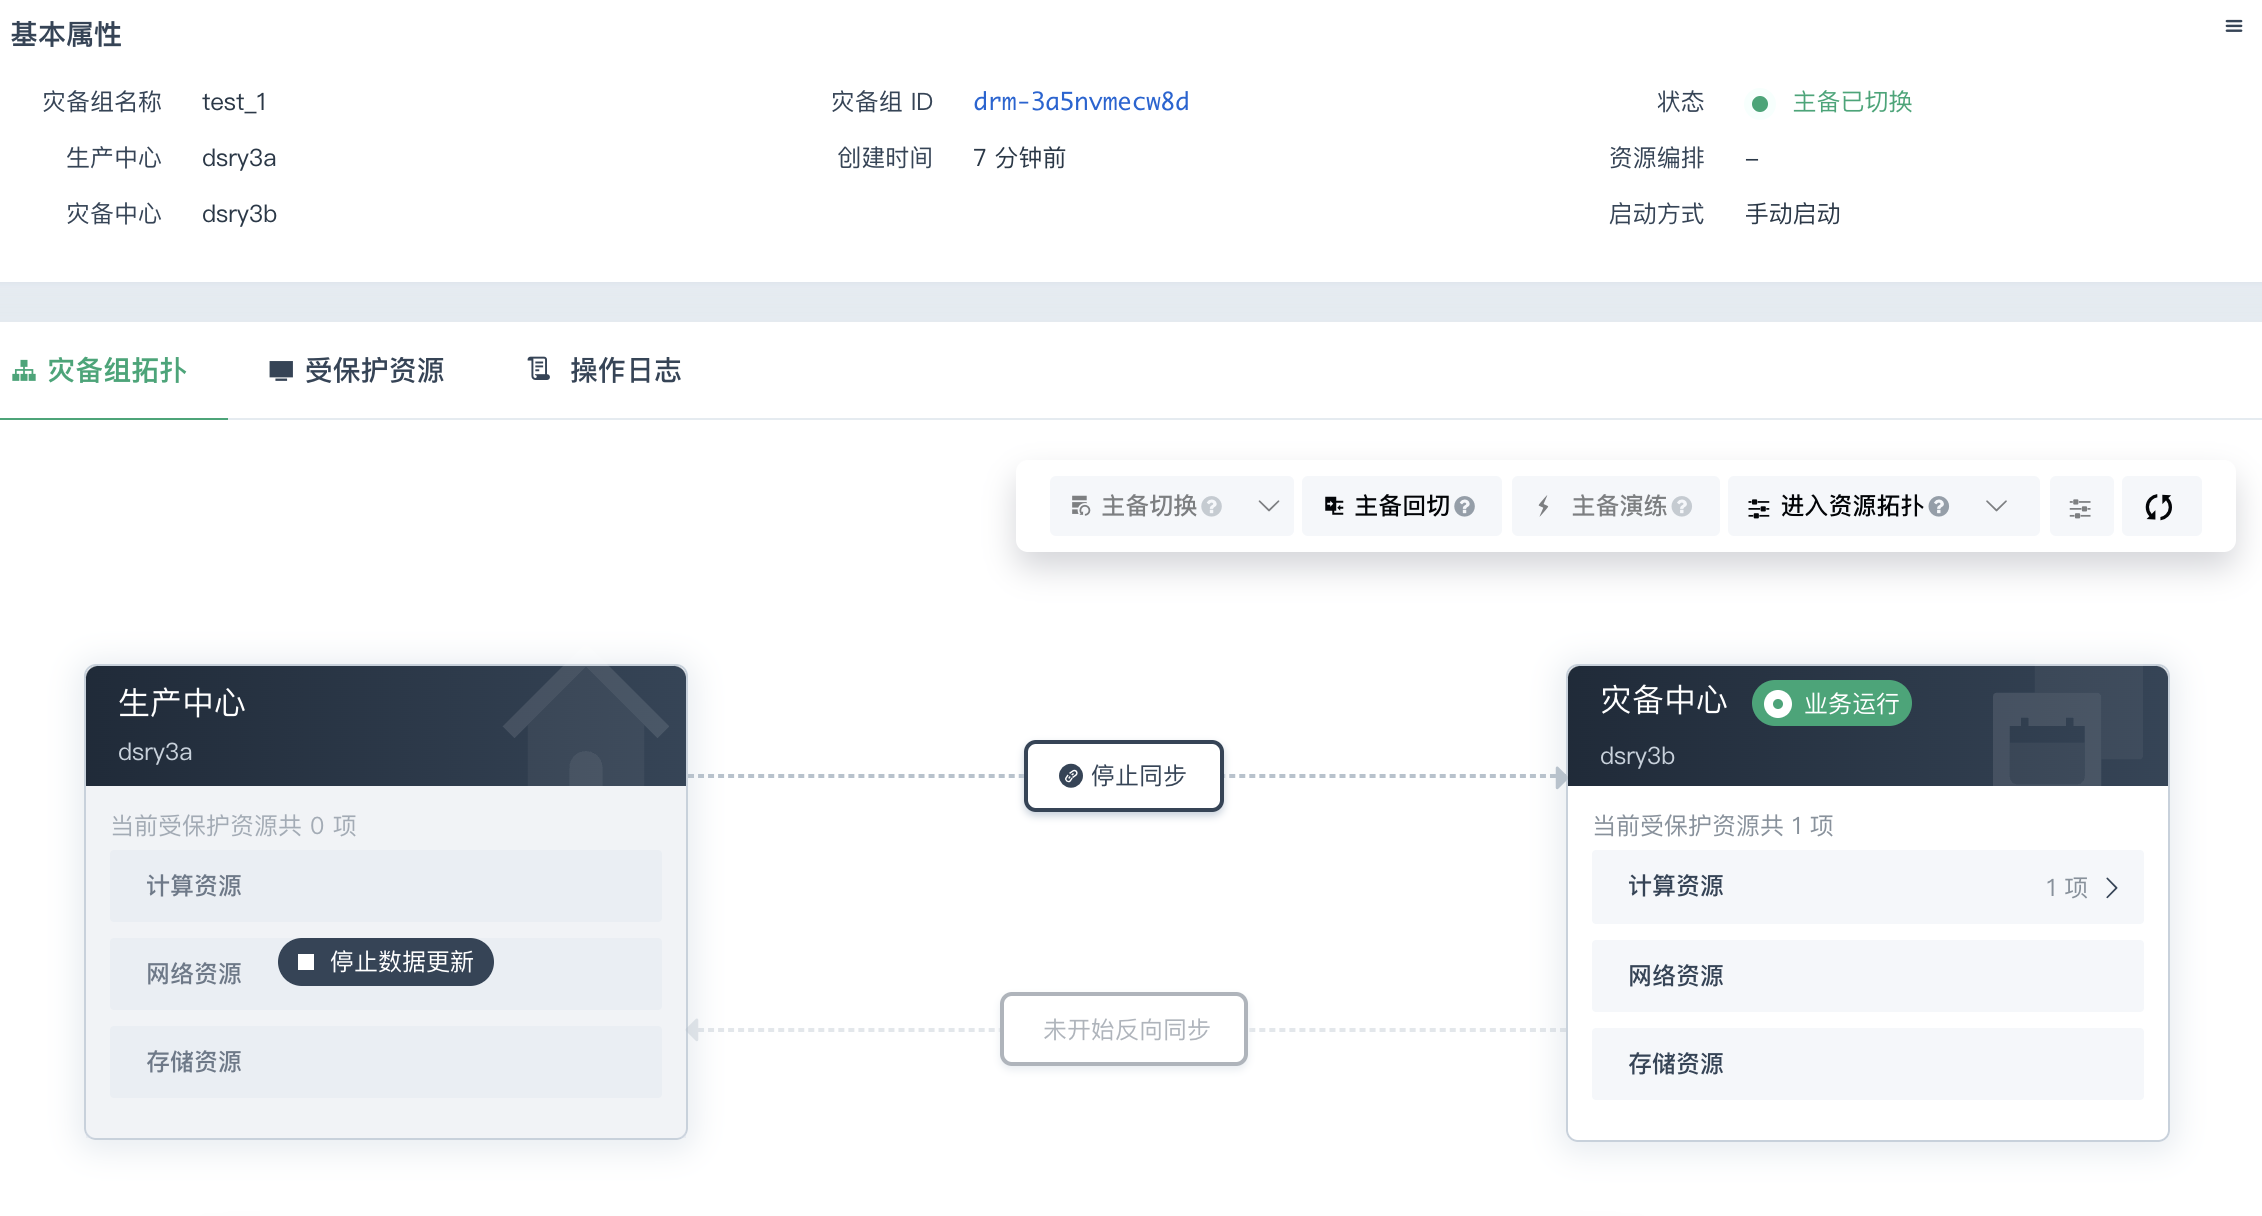 基本属性
灾备组名称 test_1
灾备组 ID drm-3a5nvmecw8d
状态 主备已切换
生产中心 dsry3a
创建时间 7 分钟前
资源编排 –
灾备中心 dsry3b
启动方式 手动启动
灾备组拓扑 受保护资源 操作日志
主备切换 主备回切 主备演练 进入资源拓扑
生产中心
dsry3a
当前受保护资源共 0 项
计算资源
网络资源
停止数据更新
存储资源
停止同步
未开始反向同步
灾备中心 业务运行
dsry3b
当前受保护资源共 1 项
计算资源 1 项
网络资源
存储资源